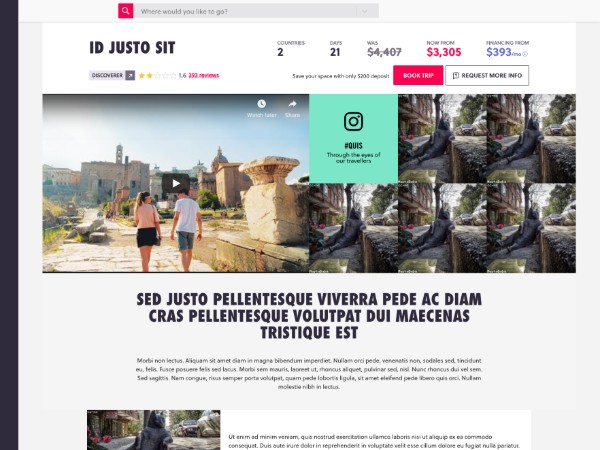 Where would you like to go?
ID JUSTO SIT
COUNTRIES
2
DAYS
21
WAS
$4,407
NOW FROM
$3,305
FINANCING FROM
$393/mo
DISCOVERER
1.6 393 reviews
Save your space with only $200 deposit
BOOK TRIP
REQUEST MORE INFO
Watch later
Share
#QUIS
Through the eyes of
our travellers
SED JUSTO PELLENTESQUE VIVERRA PEDE AC DIAM
CRAS PELLENTESQUE VOLUTPAT DUI MAECENAS
TRISTIQUE EST
Morbi non lectus. Aliquam sit amet diam in magna bibendum imperdiet. Nullam orci pede, venenatis non, sodales sed, tincidunt
eu, felis. Fusce posuere felis sed lacus. Morbi sem mauris, laoreet ut, rhoncus aliquet, pulvinar sed, nisl. Nunc rhoncus dui vel sem.
Sed sagittis. Nam congue, risus semper porta volutpat, quam pede lobortis ligula, sit amet eleifend pede libero quis orci. Nullam
molestie nibh in lectus.
Ut enim ad minim veniam, quis nostrud exercitation ullamco laboris nisi ut aliquip ex ea commodo
consequat. Duis aute irure dolor in reprehenderit in voluptate velit esse cillum dolore eu fugiat nulla pariatur.